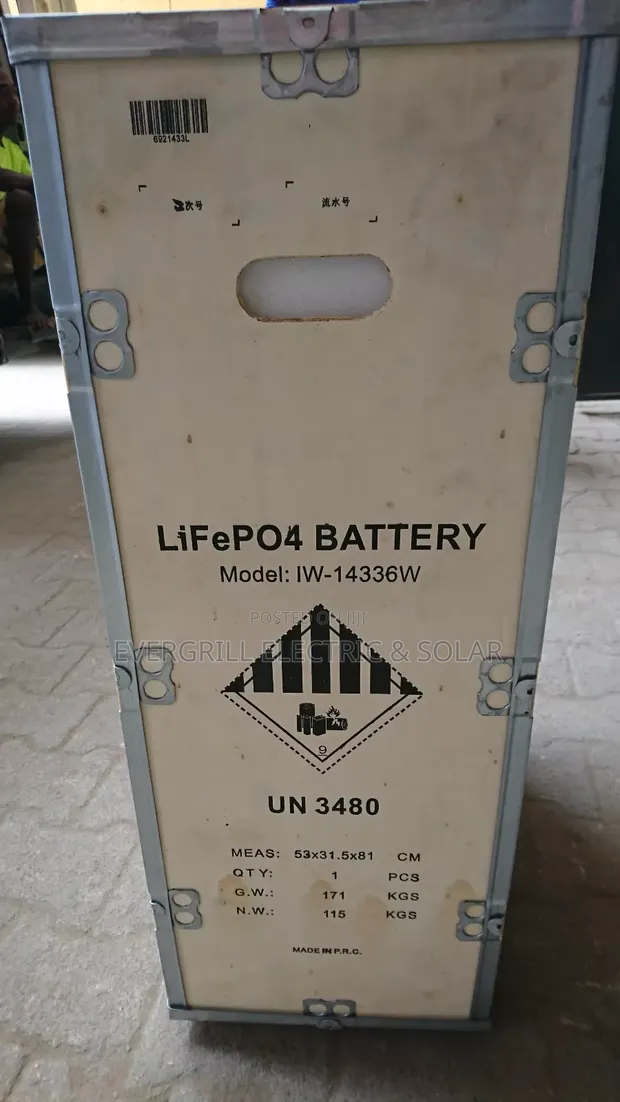 6921433L
次号 流水号
LiFePO4 BATTERY
Model: IW-14336W
POSTED ON JIJI
EVERGRILL ELECTRIC & SOLAR
9
UN 3480
MEAS: 53x31.5x81 CM
QTY: 1 PCS
G.W.: 171 KGS
N.W.: 115 KGS
MADE IN P.R.C.